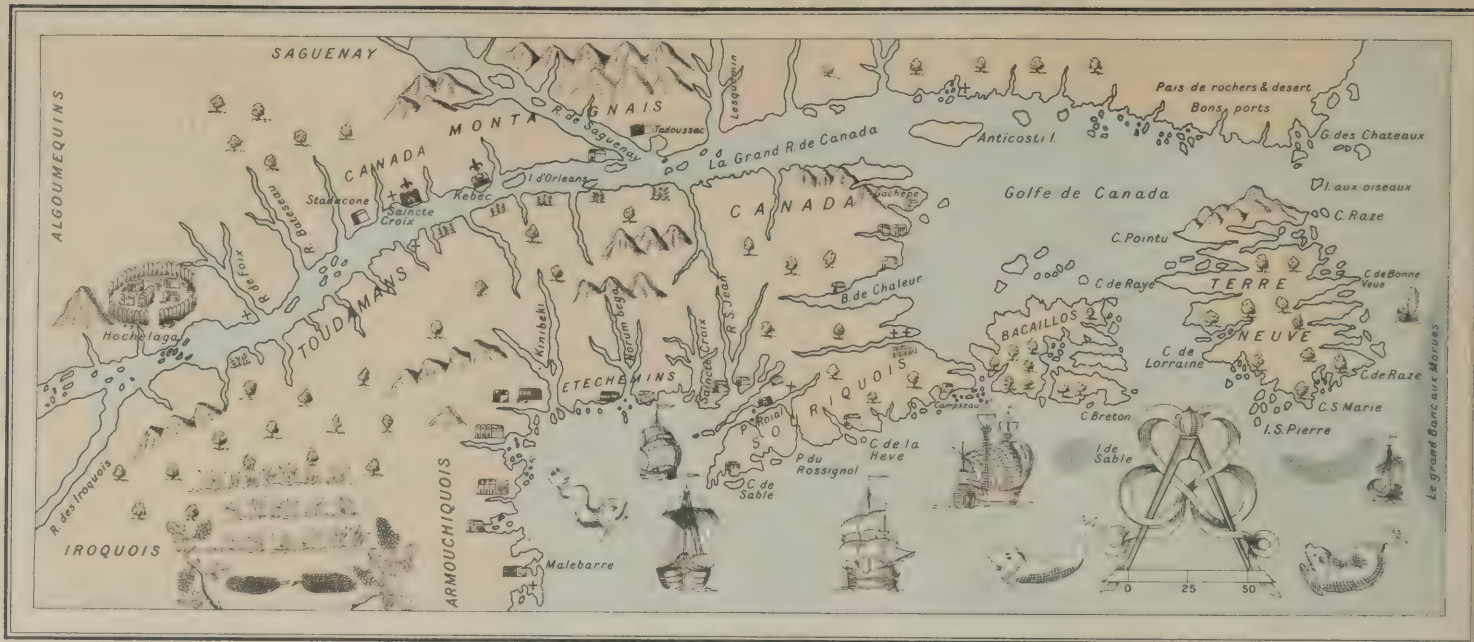 SAGUENAY
ALGOUMEQUINS
MONTAGNAIS
R. de Saguenay
Tadoussac
Lesquemin
La Grand R. de Canada
Anticosti I.
Pais de rochers & desert
Bons ports
G. des Chateaux
I. aux oiseaux
C. Raze
Golfe de Canada
C. Pointu
CANADA
Stadacone
Saincte
Croix
Kebec
I d'Orleans
CANADA
Gachepe
R. Bateseau
R de Foix
Hochelaga
TOUDAMANS
B. de Chaleur
C de Raye
TERRE
NEUVE
C de Bonne
Veue
BACAILLOS
C. de
Lorraine
C. de Raze
C. S Marie
I. S. Pierre
Le grand Banc aux Morues
Kinibeki
Norumbega
Saincte Croix
R S. Jean
ETECHEMINS
SOURIQUOIS
P. Roial
Campseau
C Breton
C de la
Heve
P du
Rossignol
C de
Sable
I de
Sable
R. des Iroquois
IROQUOIS
ARMOUCHIQUOIS
Malebarre
0 25 50